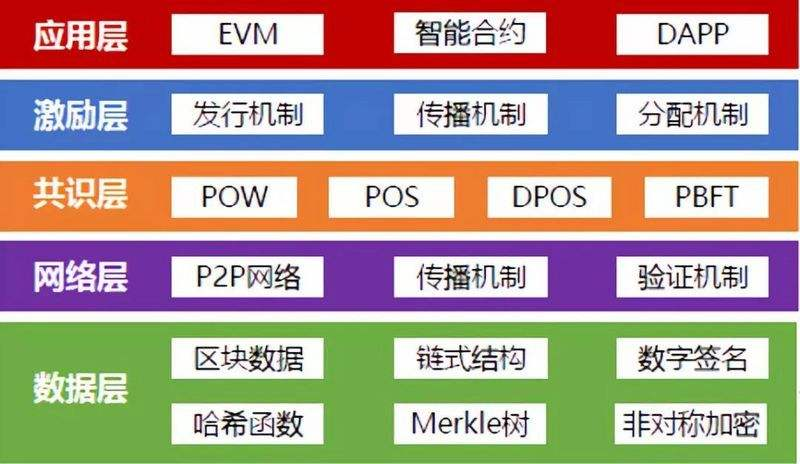 应用层 EVM 智能合约 DAPP
激励层 发行机制 传播机制 分配机制
共识层 POW POS DPOS PBFT
网络层 P2P网络 传播机制 验证机制
数据层
区块数据 链式结构 数字签名
哈希函数 Merkle树 非对称加密